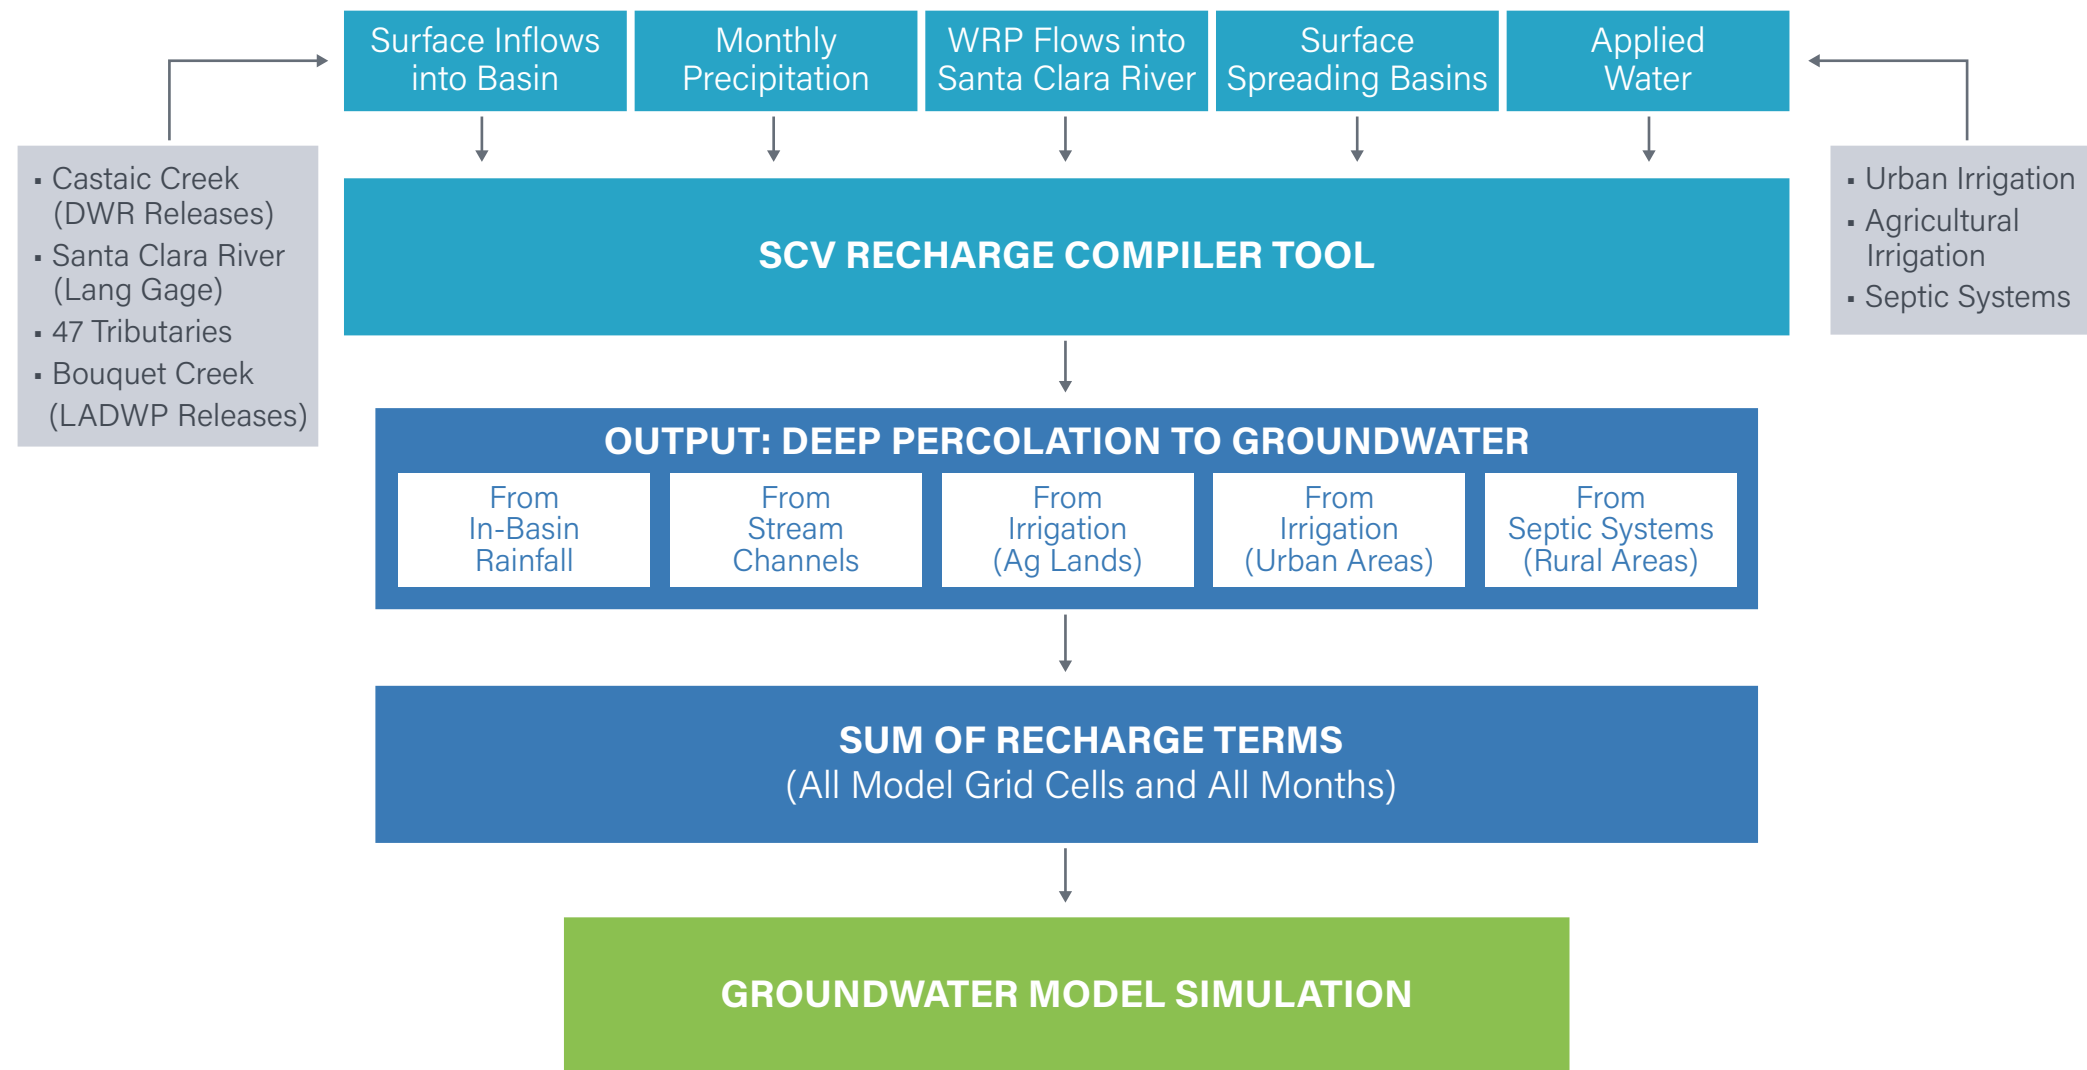 Surface Inflows
into Basin
Monthly
Precipitation
WRP Flows into
Santa Clara River
Surface
Spreading Basins
Applied
Water
▪ Castaic Creek
(DWR Releases)
▪ Santa Clara River
(Lang Gage)
▪ 47 Tributaries
▪ Bouquet Creek
(LADWP Releases)
▪ Urban Irrigation
▪ Agricultural
Irrigation
▪ Septic Systems
SCV RECHARGE COMPILER TOOL
OUTPUT: DEEP PERCOLATION TO GROUNDWATER
From
In-Basin
Rainfall
From
Stream
Channels
From
Irrigation
(Ag Lands)
From
Irrigation
(Urban Areas)
From
Septic Systems
(Rural Areas)
SUM OF RECHARGE TERMS
(All Model Grid Cells and All Months)
GROUNDWATER MODEL SIMULATION